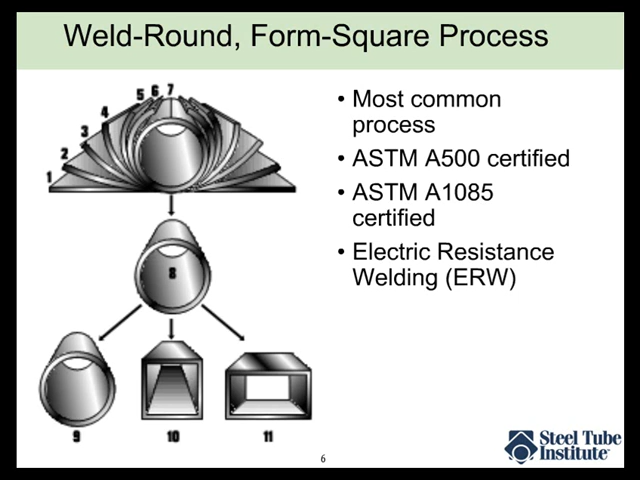 Weld-Round, Form-Square Process
1
2
3
4
5
6
7
8
9
10
11
• Most common
process
• ASTM A500 certified
• ASTM A1085
certified
• Electric Resistance
Welding (ERW)
6
Steel Tube
Institute